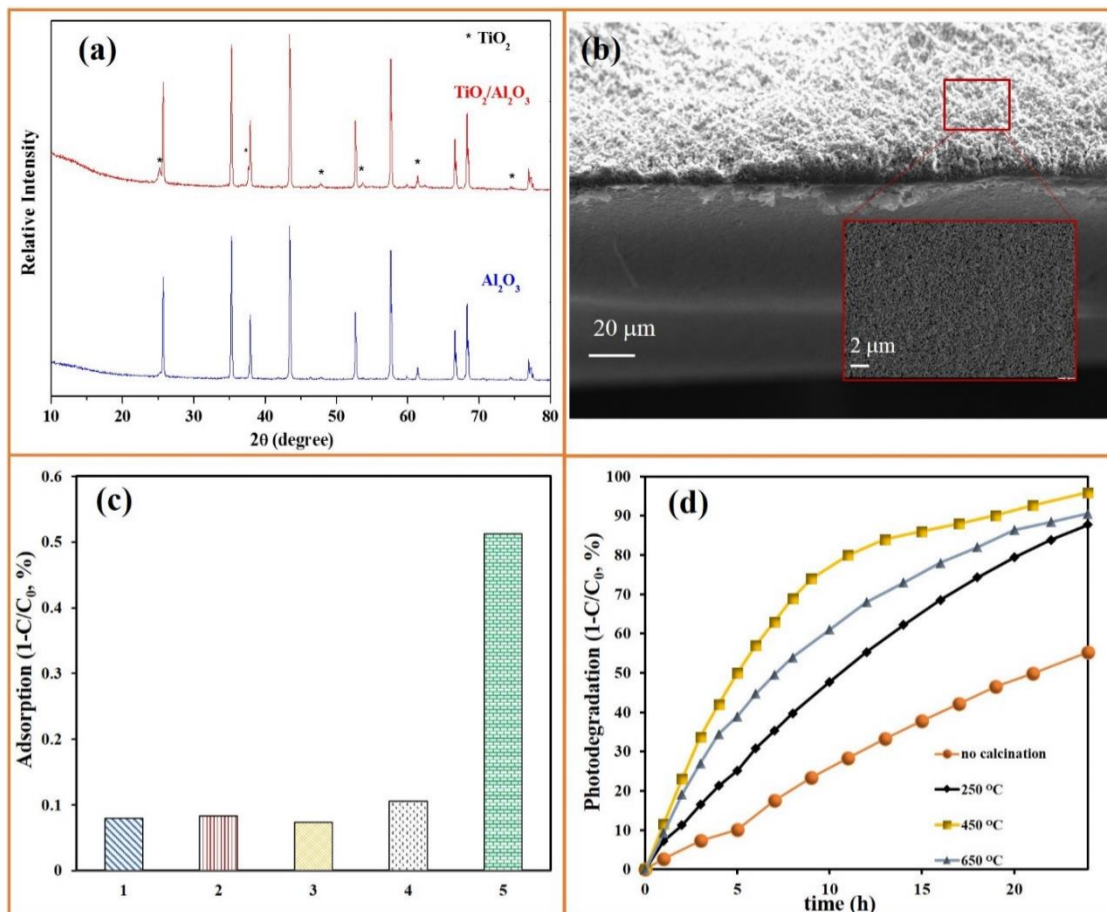 (a)
* TiO2
TiO2/Al2O3
*
*
*
*
*
*
Al2O3
Relative Intensity
10 20 30 40 50 60 70 80
2θ (degree)
(b)
20 μm
2 μm
(c)
Adsorption (1-C/C0, %)
0.6
0.5
0.4
0.3
0.2
0.1
0
1 2 3 4 5
(d)
Photodegradation (1-C/C0, %)
100
90
80
70
60
50
40
30
20
10
0
no calcination
250 ºC
450 ºC
650 ºC
0 5 10 15 20
time (h)